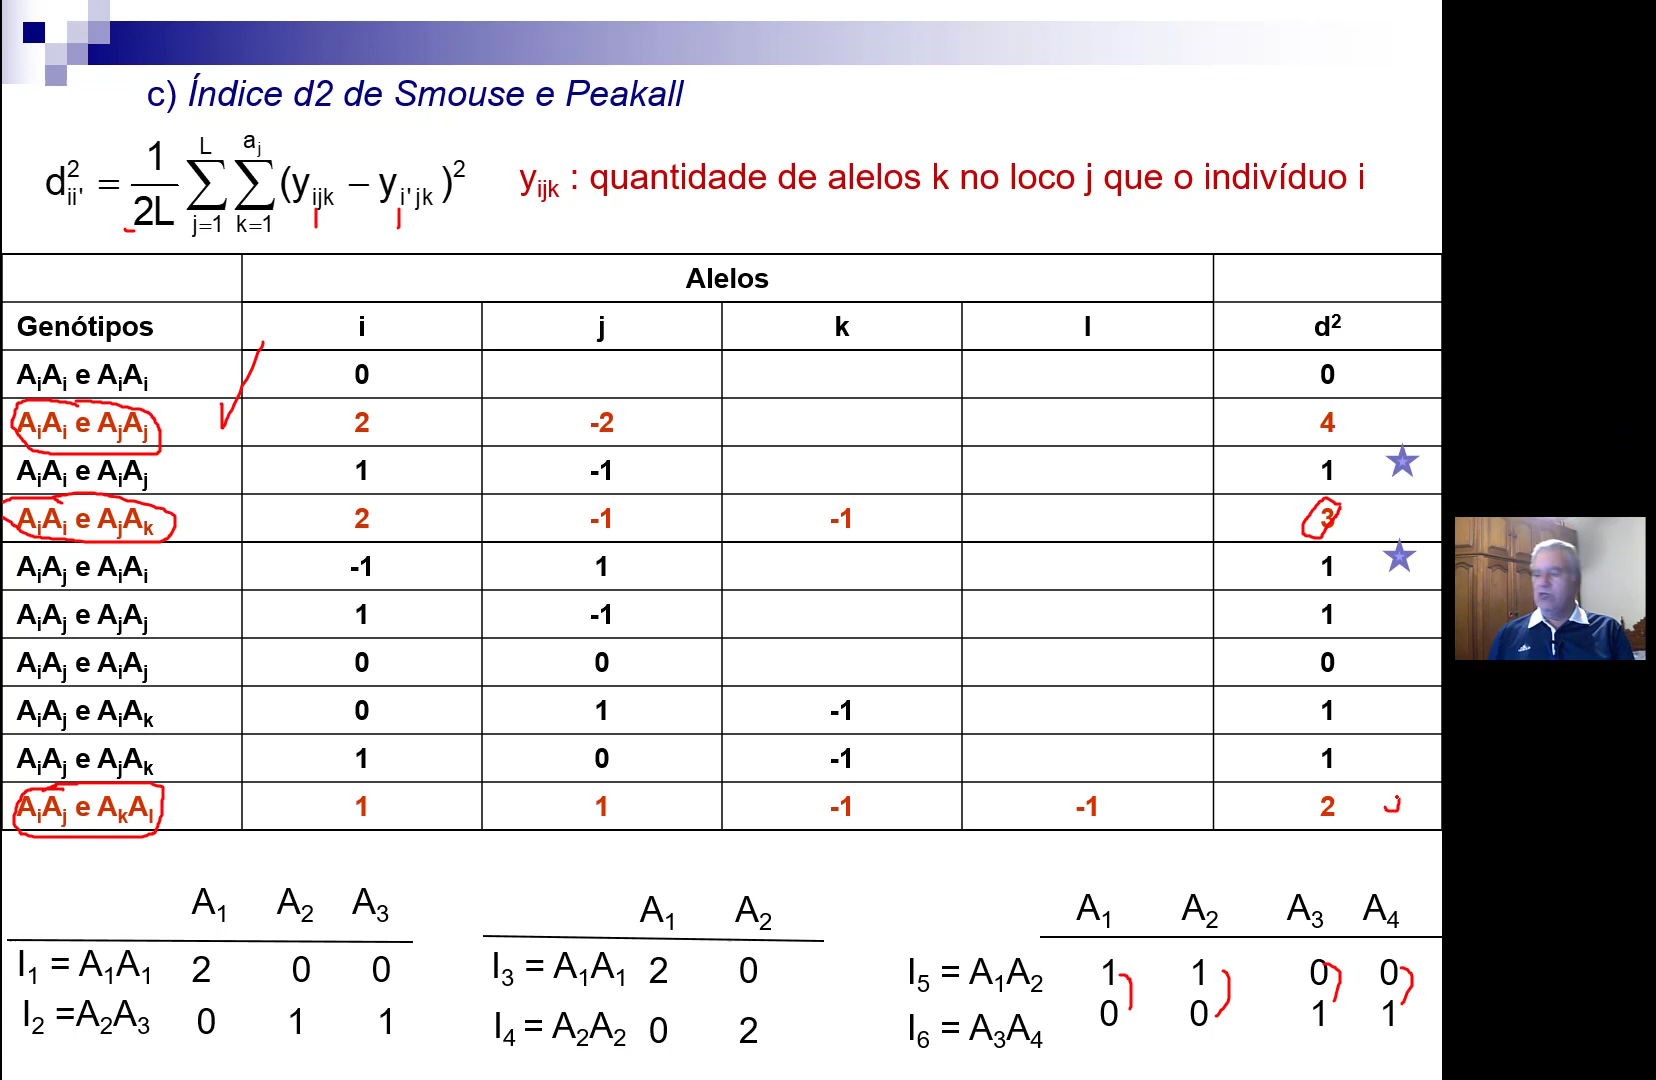 c) Índice d2 de Smouse e Peakall
d²ii' = 1/2L ∑(j=1, L) ∑(k=1, aj) (yijk − yi'jk)² yijk : quantidade de alelos k no loco j que o indivíduo i
Alelos
Genótipos i j k l d²
AiAi e AiAi 0 0
AiAi e AjAj 2 -2 4
AiAi e AiAj 1 -1 1
AiAi e AjAk 2 -1 -1 3
AiAj e AiAi -1 1 1
AiAj e AjAj 1 -1 1
AiAj e AiAj 0 0 0
AiAj e AiAk 0 1 -1 1
AiAj e AjAk 1 0 -1 1
AiAj e AkAl 1 1 -1 -1 2
A1 A2 A3
I1 = A1A1 2 0 0
I2 =A2A3 0 1 1
A1 A2
I3 = A1A1 2 0
I4 = A2A2 0 2
A1 A2 A3 A4
I5 = A1A2 1 1 0 0
I6 = A3A4 0 0 1 1